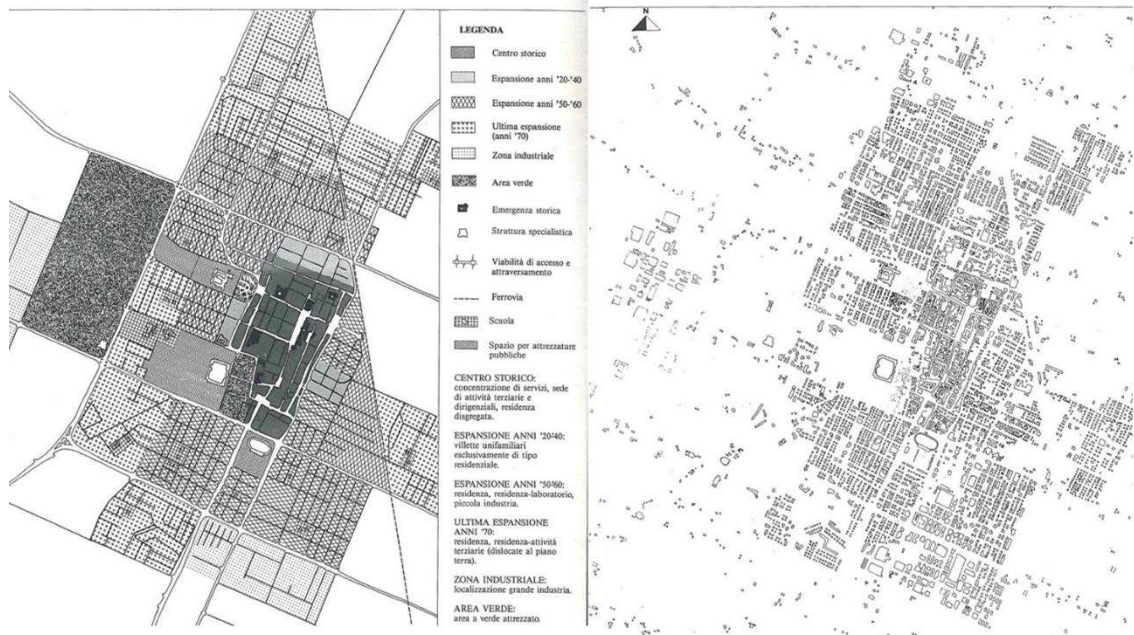 LEGENDA
Centro storico
Espansione anni '20-'40
Espansione anni '50-'60
Ultima espansione
(anni '70)
Zona industriale
Area verde
Emergenza storica
Struttura specialistica
Viabilità di accesso e
attraversamento
Ferrovia
Scuola
Spazio per attrezzature
pubbliche
CENTRO STORICO:
concentrazione di servizi, sede
di attività terziarie e
dirigenziali, residenza
disgregata.
ESPANSIONE ANNI '20/40:
villette unifamiliari
esclusivamente di tipo
residenziale.
ESPANSIONE ANNI '50/60:
residenza, residenza-laboratorio,
piccola industria.
ULTIMA ESPANSIONE
ANNI '70:
residenza, residenza-attività
terziarie (dislocate al piano
terra).
ZONA INDUSTRIALE:
localizzazione grande industria.
AREA VERDE:
area a verde attrezzato.
N